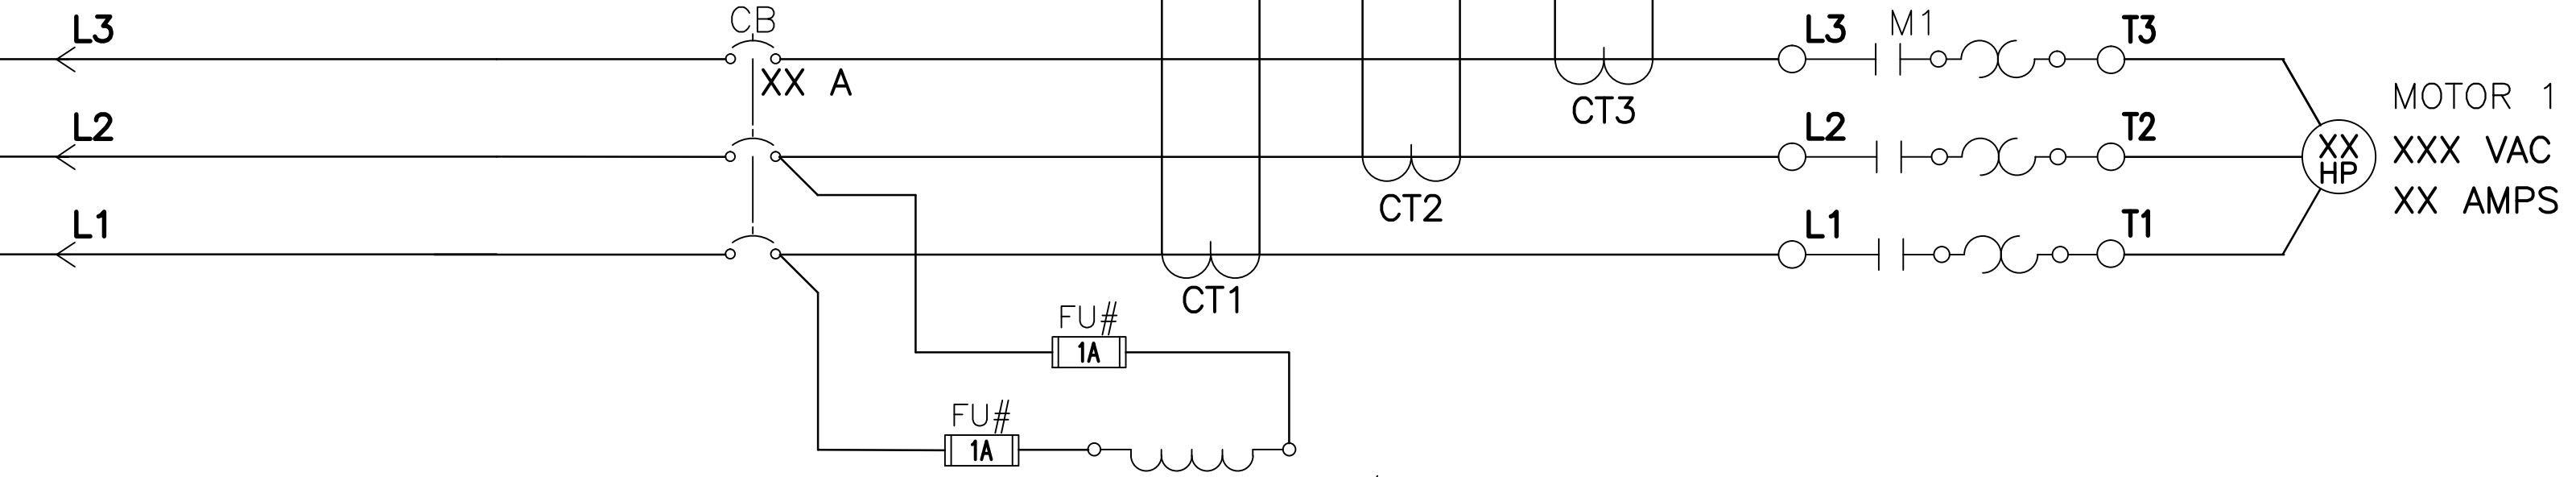 L3
CB
XX A
L3
M1
T3
CT3
MOTOR 1
L2
L2
T2
XX
HP
XXX VAC
CT2
XX AMPS
L1
L1
T1
CT1
FU#
1A
FU#
1A